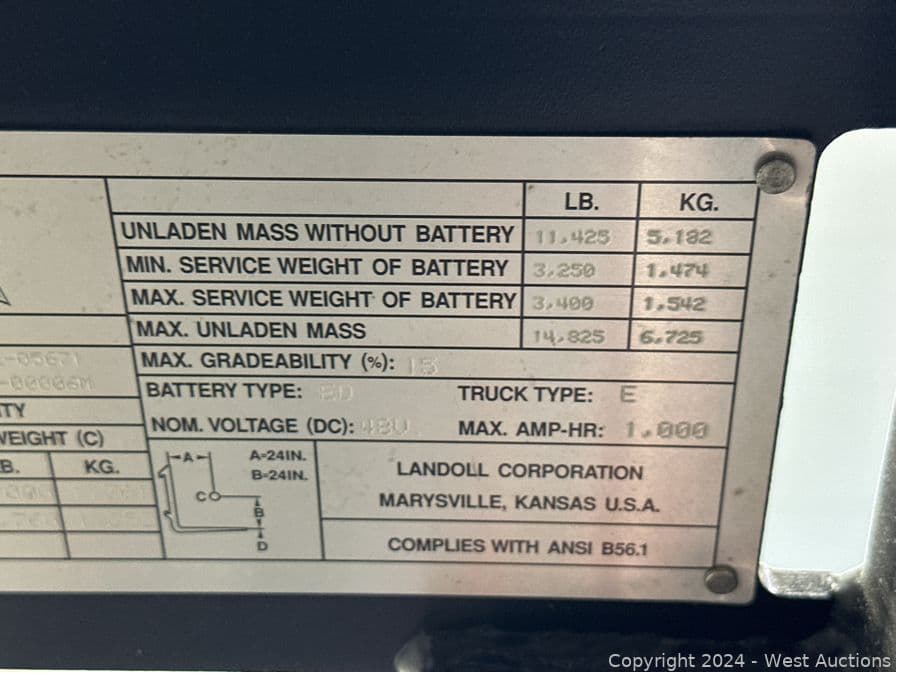 LB. KG.
UNLADEN MASS WITHOUT BATTERY 11,425 5,182
MIN. SERVICE WEIGHT OF BATTERY 3,250 1,474
MAX. SERVICE WEIGHT OF BATTERY 3,400 1,542
MAX. UNLADEN MASS 14,825 6,725
-05671 MAX. GRADEABILITY (%): 15
-00006M BATTERY TYPE: TRUCK TYPE: E
TY NOM. VOLTAGE (DC): 48V MAX. AMP-HR: 1,000
WEIGHT (C)
B. KG.
A A-24IN.
B-24IN.
C
B
D
LANDOLL CORPORATION
MARYSVILLE, KANSAS U.S.A.
COMPLIES WITH ANSI B56.1
Copyright 2024 - West Auctions